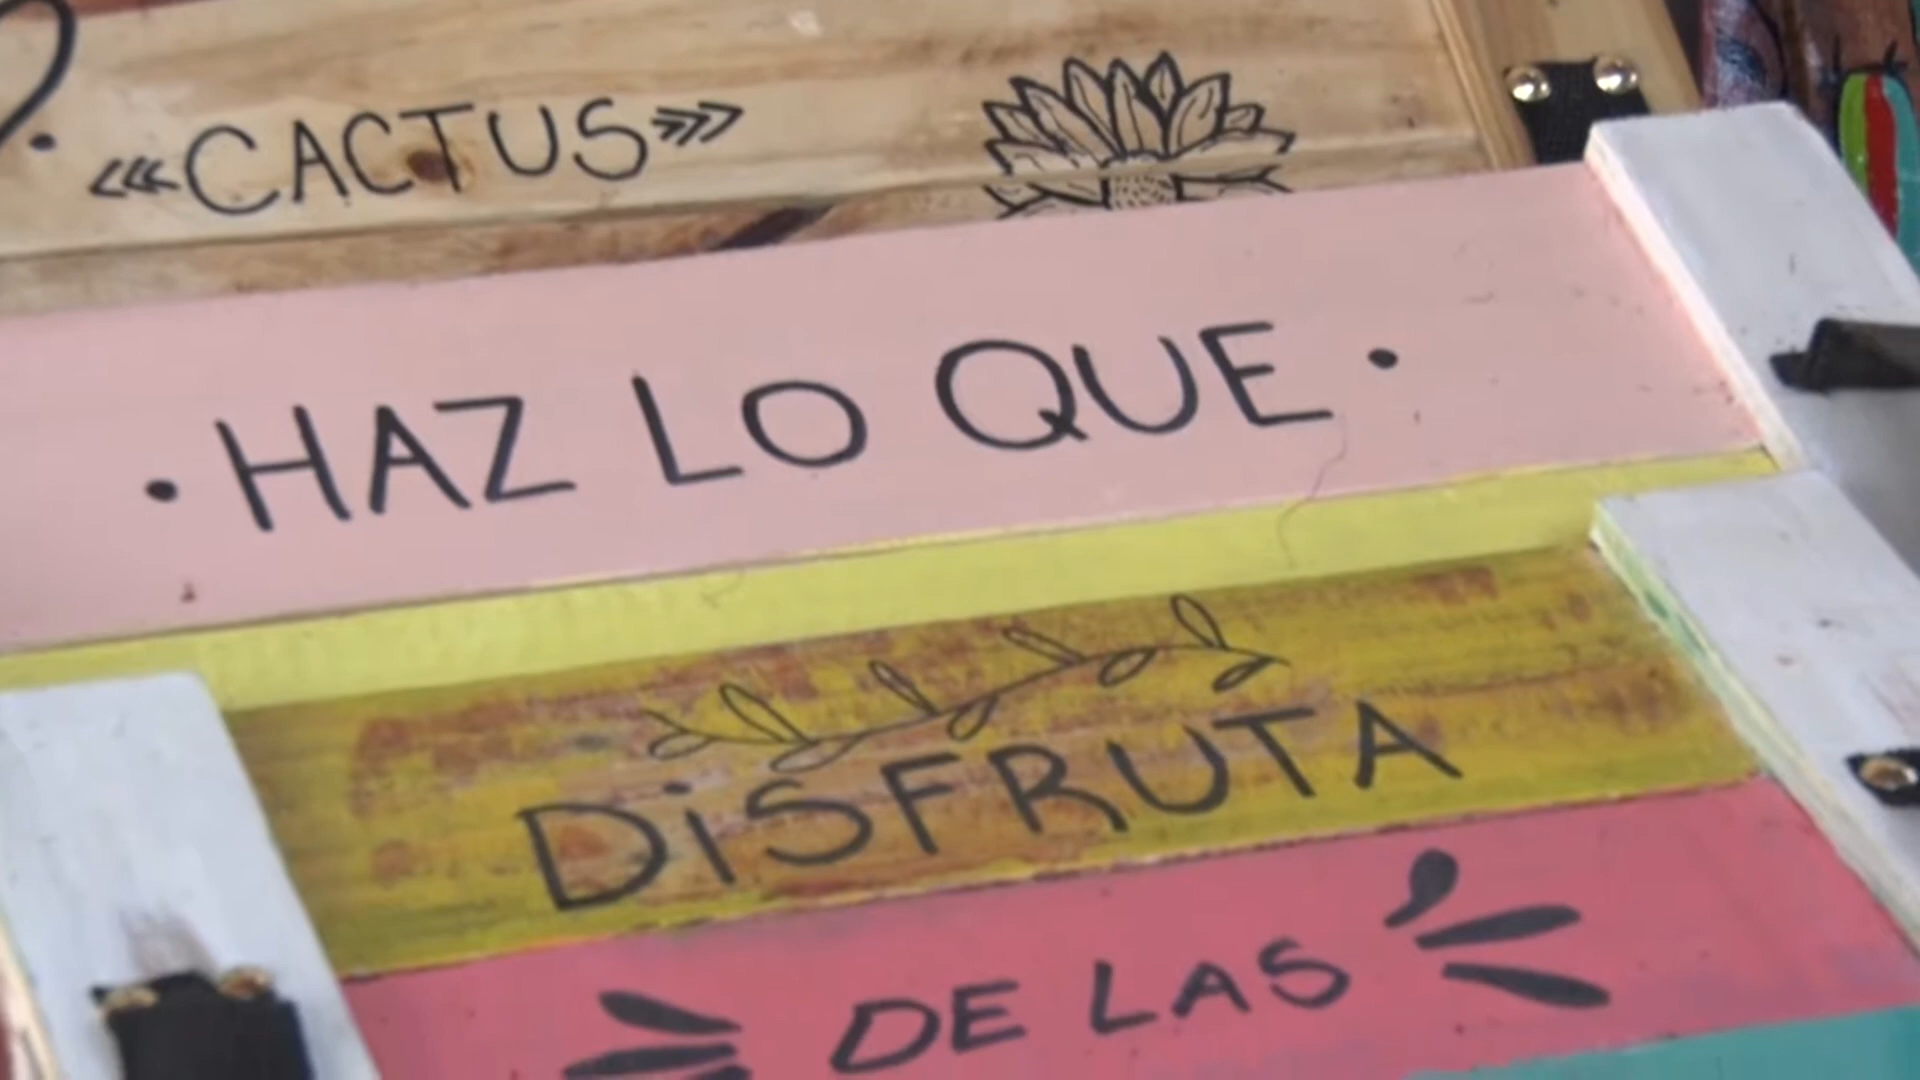 «CACTUS»
• HAZ LO QUE •
DiSFRUTA
DE LAS